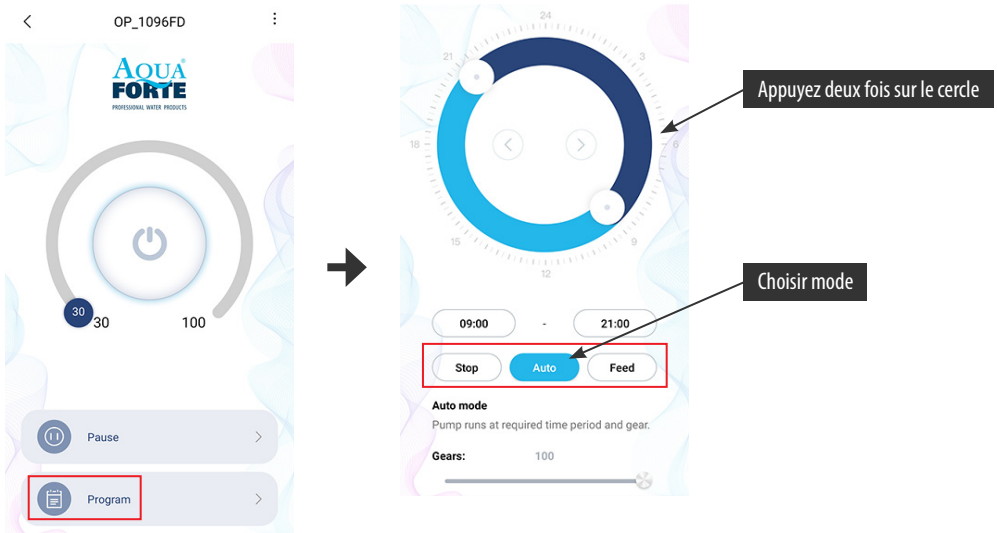 OP_1096FD
AQUA
FORTE
PROFESSIONAL WATER PRODUCTS
30
30
100
Pause
Program
24
21
3
18
6
15
9
12
09:00 - 21:00
Stop Auto Feed
Auto mode
Pump runs at required time period and gear.
Gears: 100
Appuyez deux fois sur le cercle
Choisir mode